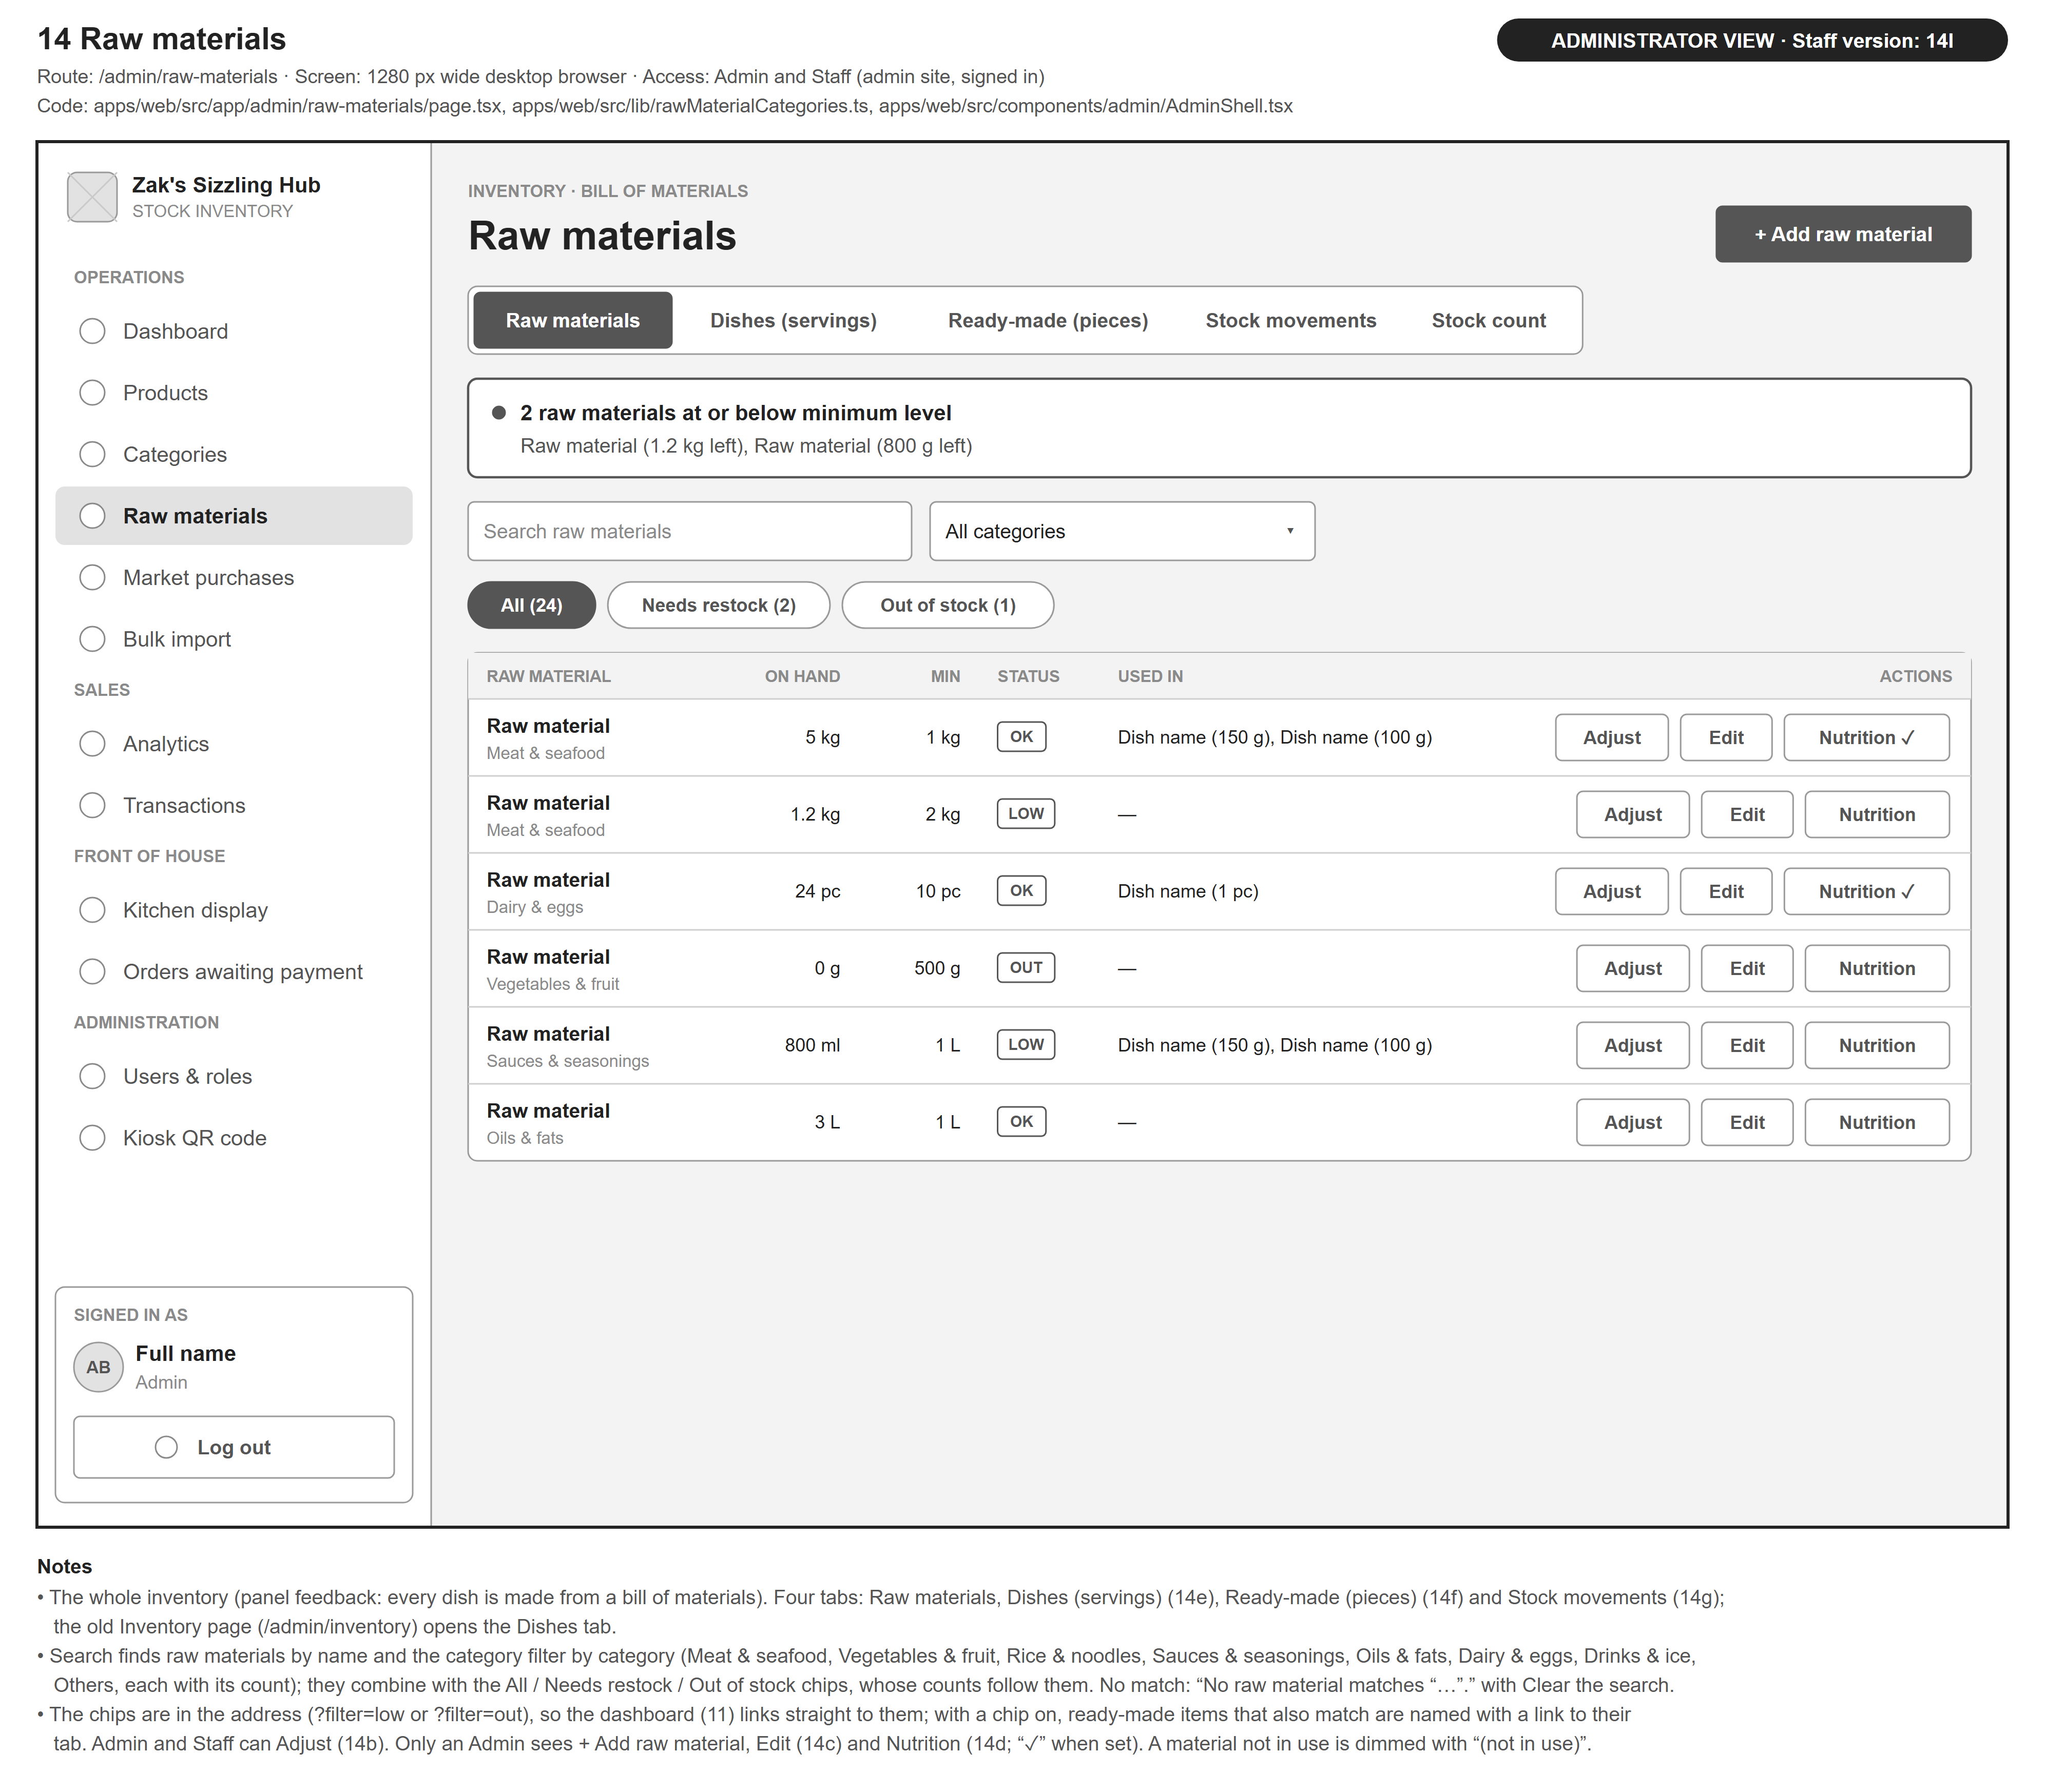 14 Raw materials
ADMINISTRATOR VIEW · Staff version: 14l
Route: /admin/raw-materials · Screen: 1280 px wide desktop browser · Access: Admin and Staff (admin site, signed in)
Code: apps/web/src/app/admin/raw-materials/page.tsx, apps/web/src/lib/rawMaterialCategories.ts, apps/web/src/components/admin/AdminShell.tsx
Zak's Sizzling Hub
STOCK INVENTORY
OPERATIONS
Dashboard
Products
Categories
Raw materials
Market purchases
Bulk import
SALES
Analytics
Transactions
FRONT OF HOUSE
Kitchen display
Orders awaiting payment
ADMINISTRATION
Users & roles
Kiosk QR code
SIGNED IN AS
AB
Full name
Admin
Log out
INVENTORY · BILL OF MATERIALS
Raw materials
+ Add raw material
Raw materials Dishes (servings) Ready-made (pieces) Stock movements Stock count
2 raw materials at or below minimum level
Raw material (1.2 kg left), Raw material (800 g left)
Search raw materials All categories ▾
All (24) Needs restock (2) Out of stock (1)
RAW MATERIAL ON HAND MIN STATUS USED IN ACTIONS
Raw material 5 kg 1 kg OK Dish name (150 g), Dish name (100 g) Adjust Edit Nutrition ✓
Meat & seafood
Raw material 1.2 kg 2 kg LOW — Adjust Edit Nutrition
Meat & seafood
Raw material 24 pc 10 pc OK Dish name (1 pc) Adjust Edit Nutrition ✓
Dairy & eggs
Raw material 0 g 500 g OUT — Adjust Edit Nutrition
Vegetables & fruit
Raw material 800 ml 1 L LOW Dish name (150 g), Dish name (100 g) Adjust Edit Nutrition
Sauces & seasonings
Raw material 3 L 1 L OK — Adjust Edit Nutrition
Oils & fats
Notes
• The whole inventory (panel feedback: every dish is made from a bill of materials). Four tabs: Raw materials, Dishes (servings) (14e), Ready-made (pieces) (14f) and Stock movements (14g);
the old Inventory page (/admin/inventory) opens the Dishes tab.
• Search finds raw materials by name and the category filter by category (Meat & seafood, Vegetables & fruit, Rice & noodles, Sauces & seasonings, Oils & fats, Dairy & eggs, Drinks & ice,
Others, each with its count); they combine with the All / Needs restock / Out of stock chips, whose counts follow them. No match: “No raw material matches “…”.” with Clear the search.
• The chips are in the address (?filter=low or ?filter=out), so the dashboard (11) links straight to them; with a chip on, ready-made items that also match are named with a link to their
tab. Admin and Staff can Adjust (14b). Only an Admin sees + Add raw material, Edit (14c) and Nutrition (14d; “✓” when set). A material not in use is dimmed with “(not in use)”.